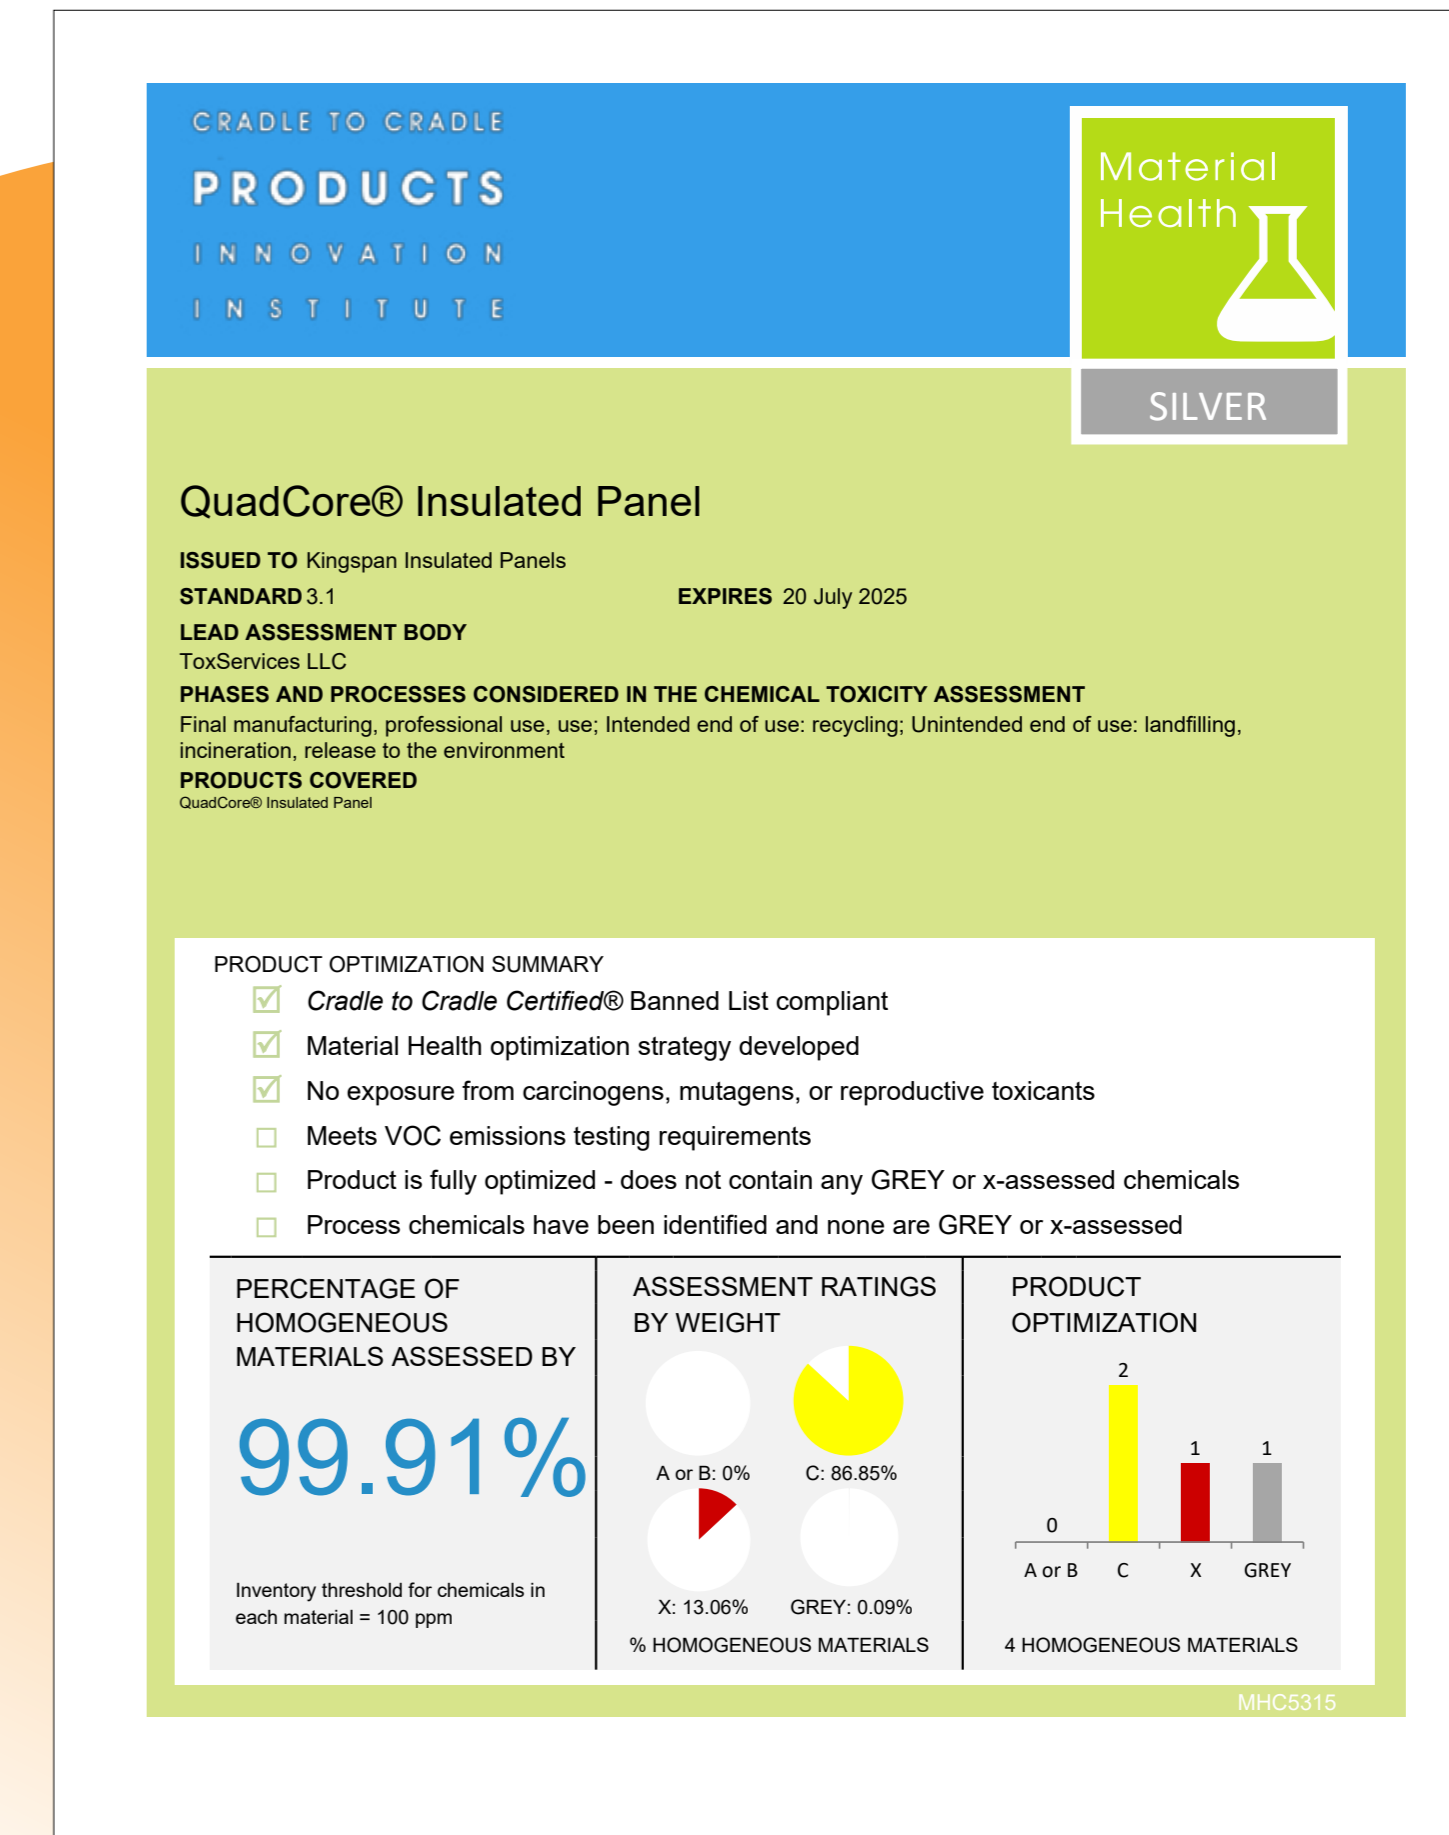 CRADLE TO CRADLE
PRODUCTS
INNOVATION
INSTITUTE
Material
Health
SILVER
QuadCore® Insulated Panel
ISSUED TO Kingspan Insulated Panels
STANDARD 3.1
EXPIRES 20 July 2025
LEAD ASSESSMENT BODY
ToxServices LLC
PHASES AND PROCESSES CONSIDERED IN THE CHEMICAL TOXICITY ASSESSMENT
Final manufacturing, professional use, use; Intended end of use: recycling; Unintended end of use: landfilling,
incineration, release to the environment
PRODUCTS COVERED
QuadCore® Insulated Panel
PRODUCT OPTIMIZATION SUMMARY
Cradle to Cradle Certified® Banned List compliant
Material Health optimization strategy developed
No exposure from carcinogens, mutagens, or reproductive toxicants
Meets VOC emissions testing requirements
Product is fully optimized - does not contain any GREY or x-assessed chemicals
Process chemicals have been identified and none are GREY or x-assessed
PERCENTAGE OF
HOMOGENEOUS
MATERIALS ASSESSED BY
99.91%
Inventory threshold for chemicals in
each material = 100 ppm
ASSESSMENT RATINGS
BY WEIGHT
A or B: 0%
C: 86.85%
X: 13.06%
GREY: 0.09%
% HOMOGENEOUS MATERIALS
PRODUCT
OPTIMIZATION
0
2
1
1
A or B
C
X
GREY
4 HOMOGENEOUS MATERIALS
MHC5315